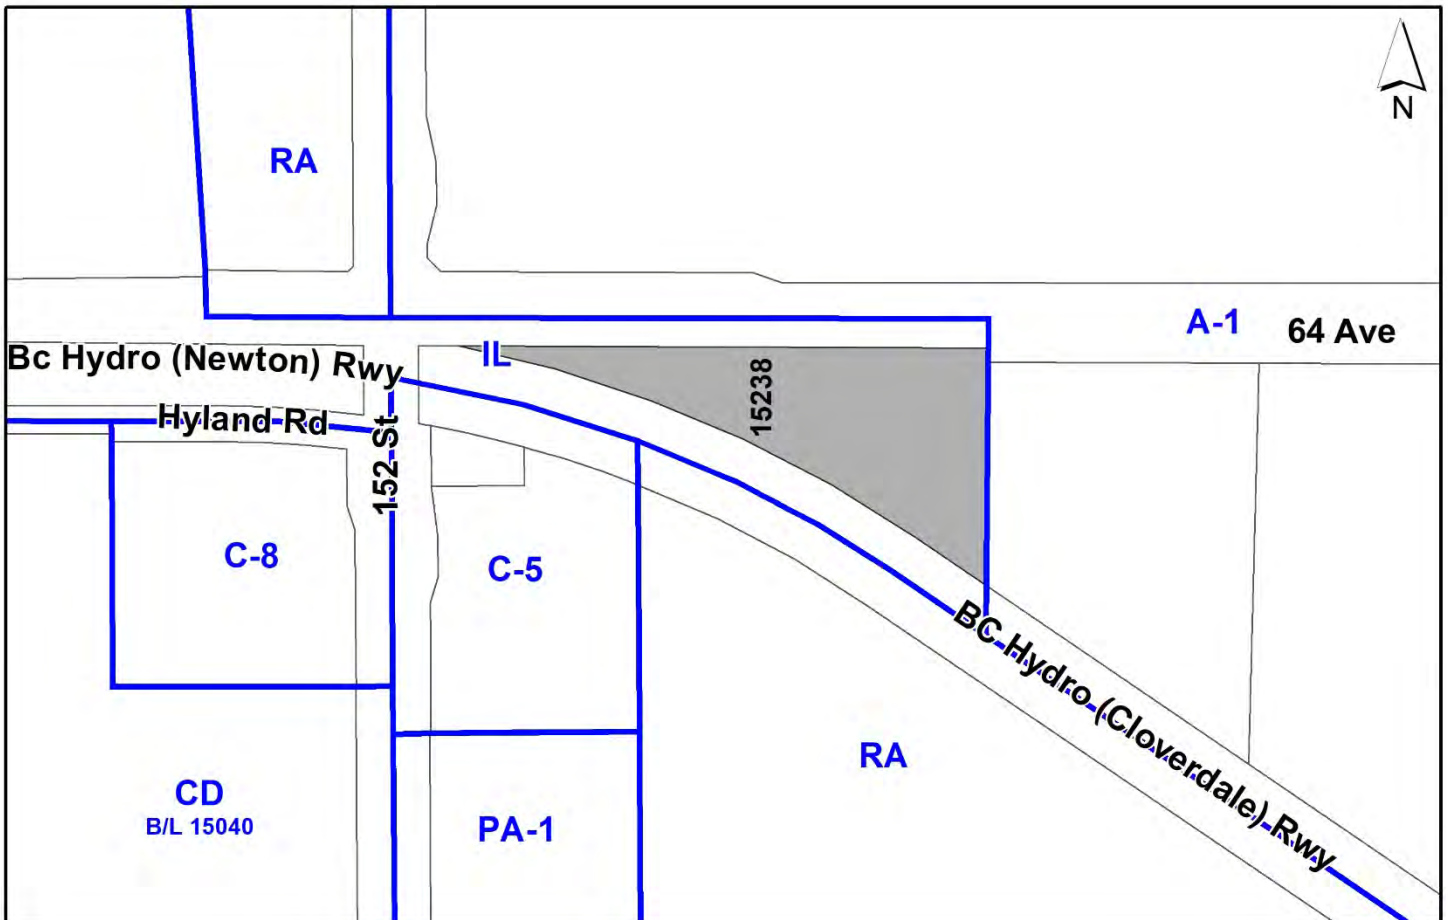 N
RA
A-1
64 Ave
IL
Bc Hydro (Newton) Rwy
15238
Hyland Rd
152 St
C-8
C-5
BC Hydro (Cloverdale) Rwy
RA
CD
B/L 15040
PA-1